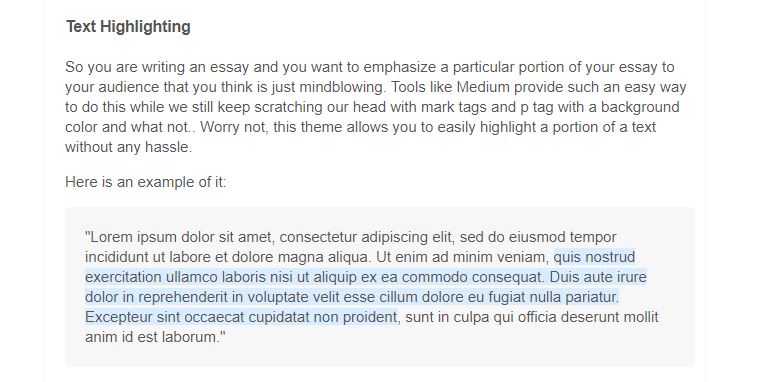 Text Highlighting
So you are writing an essay and you want to emphasize a particular portion of your essay to
your audience that you think is just mindblowing. Tools like Medium provide such an easy way
to do this while we still keep scratching our head with mark tags and p tag with a background
color and what not.. Worry not, this theme allows you to easily highlight a portion of a text
without any hassle.
Here is an example of it:
"Lorem ipsum dolor sit amet, consectetur adipiscing elit, sed do eiusmod tempor
incididunt ut labore et dolore magna aliqua. Ut enim ad minim veniam, quis nostrud
exercitation ullamco laboris nisi ut aliquip ex ea commodo consequat. Duis aute irure
dolor in reprehenderit in voluptate velit esse cillum dolore eu fugiat nulla pariatur.
Excepteur sint occaecat cupidatat non proident, sunt in culpa qui officia deserunt mollit
anim id est laborum."